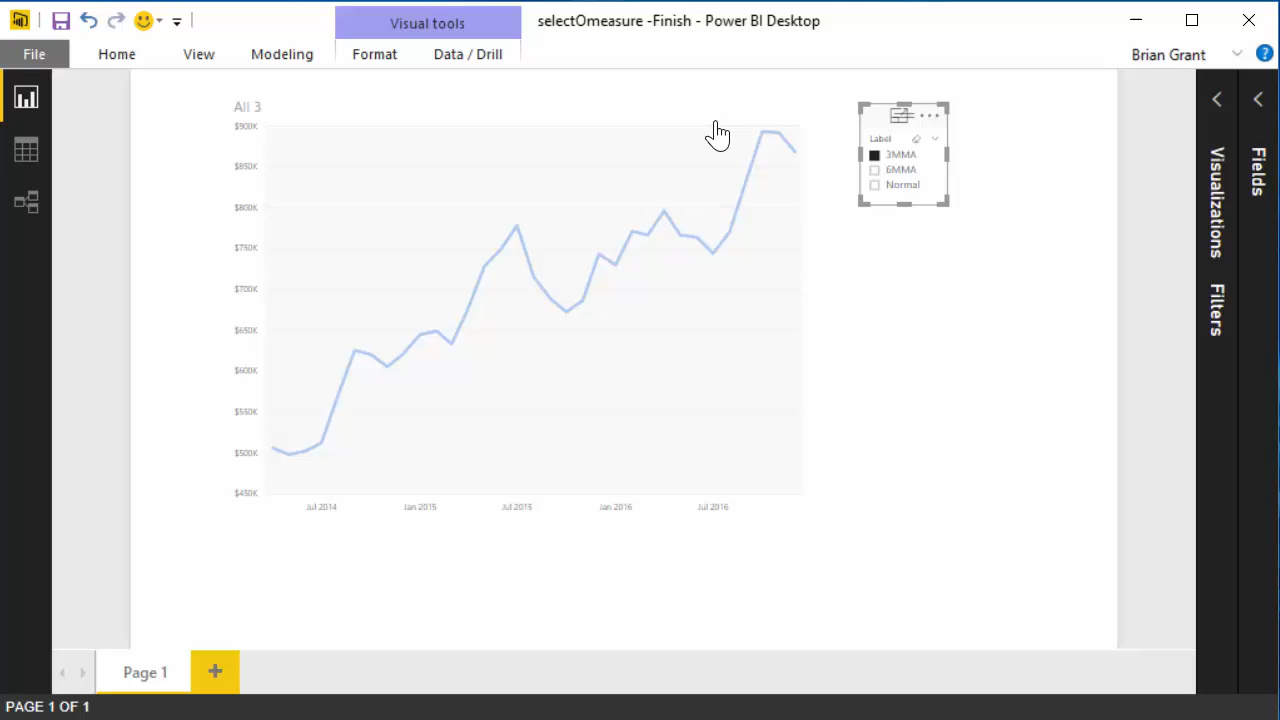 Visual tools
selectOmeasure -Finish - Power BI Desktop
File
Home
View
Modeling
Format
Data / Drill
Brian Grant
?
All 3
$900K
$850K
$800K
$750K
$700K
$650K
$600K
$550K
$500K
$450K
Jul 2014
Jan 2015
Jul 2015
Jan 2016
Jul 2016
Label
3MMA
6MMA
Normal
Visualizations
Filters
Fields
Page 1
PAGE 1 OF 1